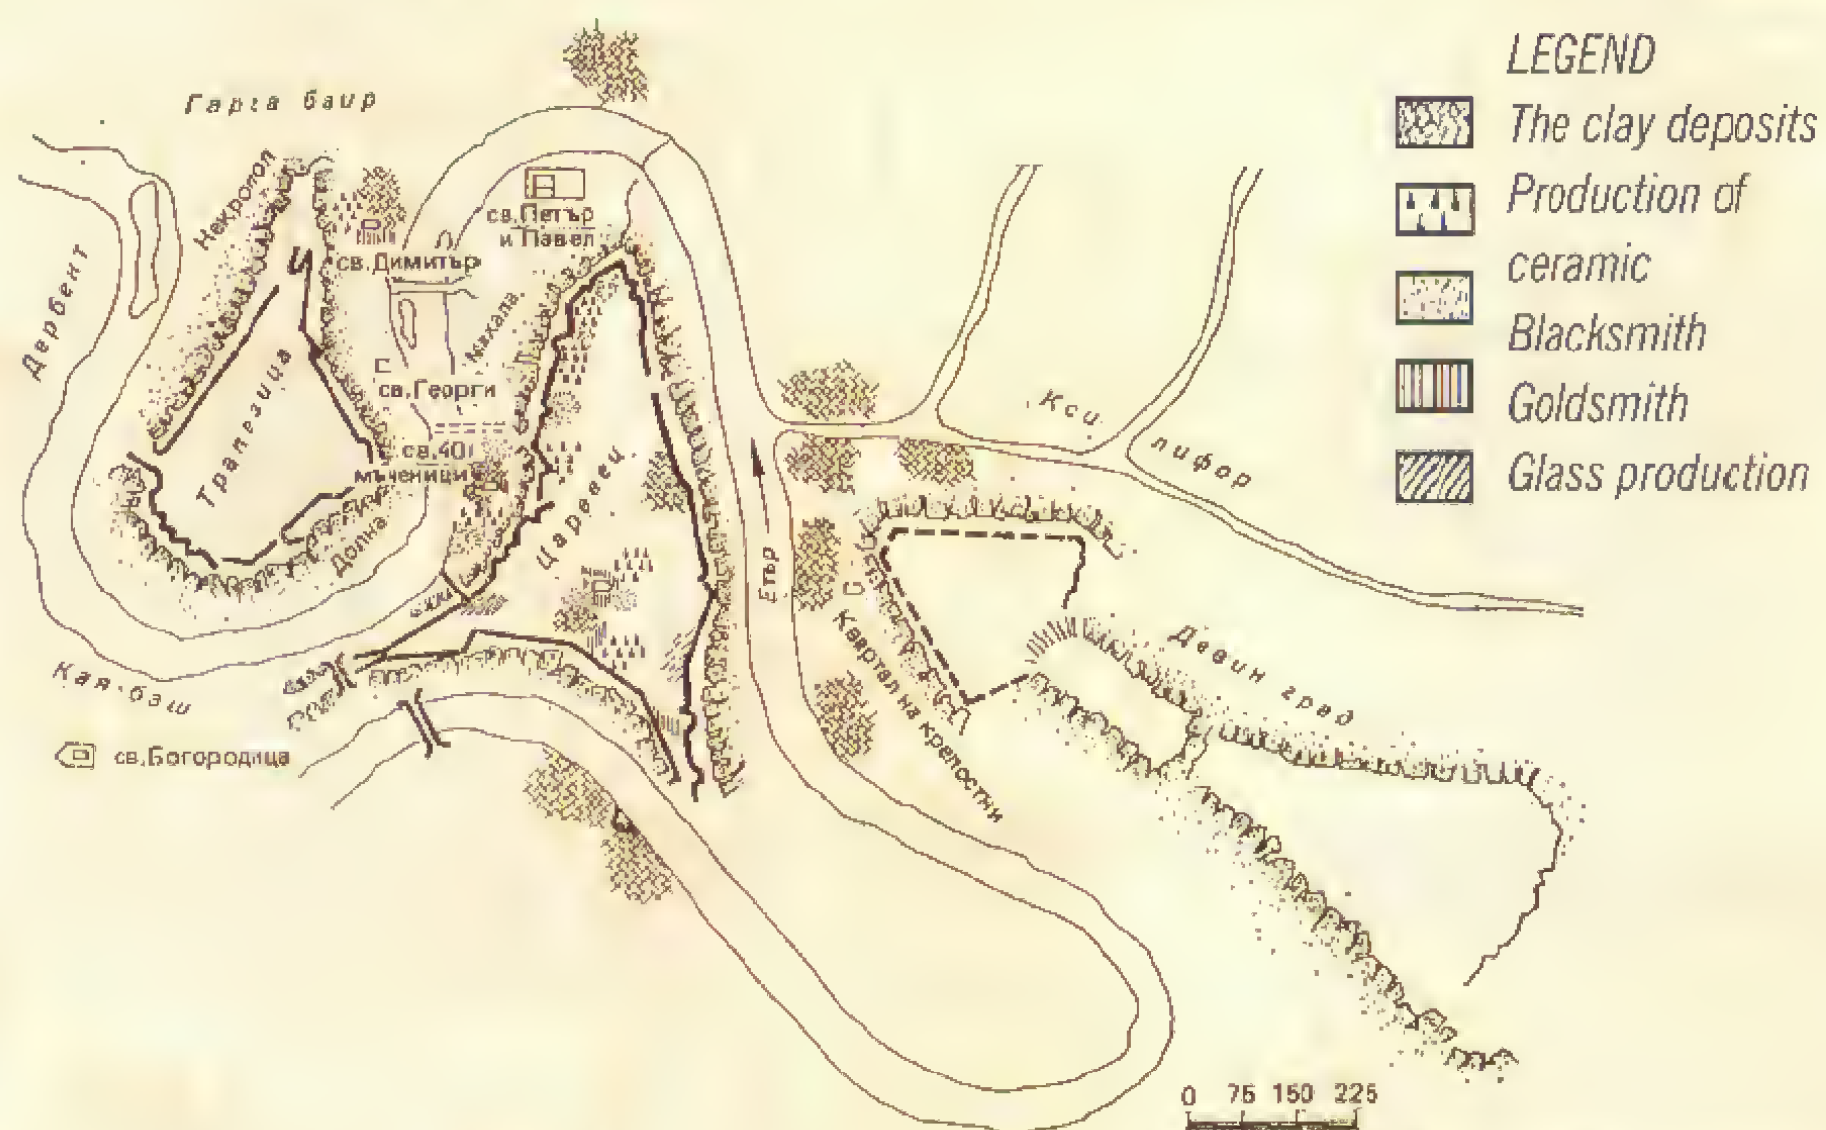 LEGEND
The clay deposits
Production of
ceramic
Blacksmith
Goldsmith
Glass production
Гарга баир
Некропол
Дербент
св.Петър
и Павел
св.Димитър
махала
Трапезица
св.Георги
св.40
мъченици
Царевец
Долна
Етър
Кси
лифор
Квартал на крепостни
Девин град
Кая-баш
св.Богородица
0 75 150 225